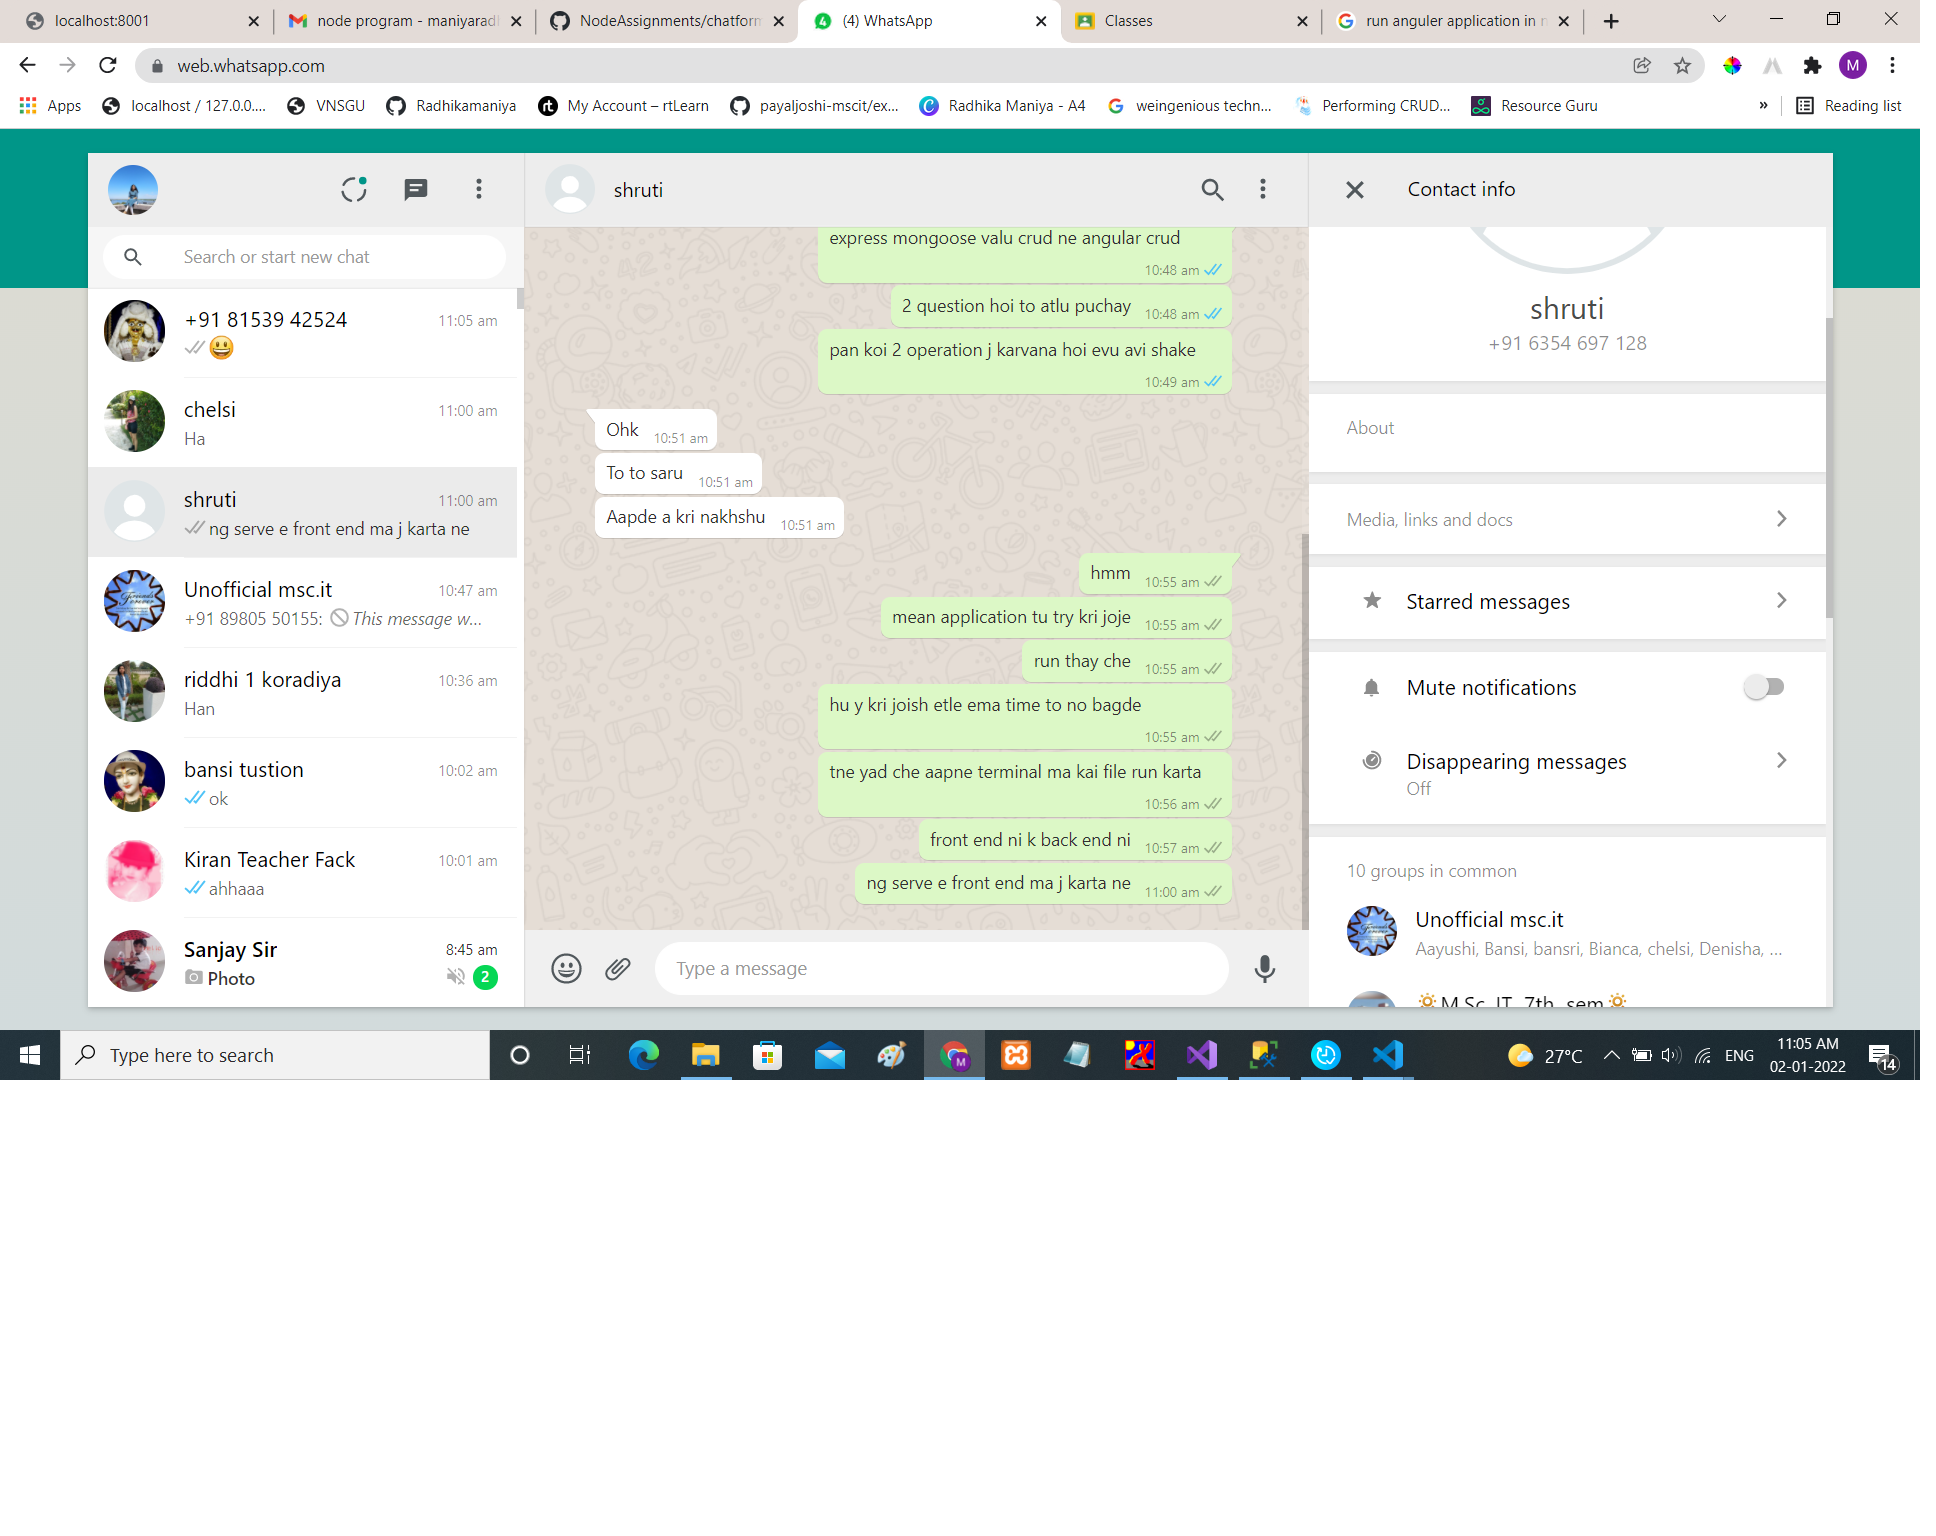 localhost:8001
node program - maniyarad
NodeAssignments/chatform
(4) WhatsApp
Classes
run anguler application in n
web.whatsapp.com
M
Apps
localhost / 127.0.0....
VNSGU
Radhikamaniya
rt
My Account – rtLearn
payaljoshi-mscit/ex...
Radhika Maniya - A4
weingenious techn...
Performing CRUD...
Resource Guru
»
Reading list
Search or start new chat
+91 81539 42524
11:05 am
😃
chelsi
11:00 am
Ha
shruti
11:00 am
ng serve e front end ma j karta ne
Unofficial msc.it
10:47 am
+91 89805 50155: This message w...
riddhi 1 koradiya
10:36 am
Han
bansi tustion
10:02 am
ok
Kiran Teacher Fack
10:01 am
ahhaaa
Sanjay Sir
8:45 am
Photo
2
shruti
express mongoose valu crud ne angular crud
10:48 am
2 question hoi to atlu puchay 10:48 am
pan koi 2 operation j karvana hoi evu avi shake
10:49 am
Ohk 10:51 am
To to saru 10:51 am
Aapde a kri nakhshu 10:51 am
hmm 10:55 am
mean application tu try kri joje 10:55 am
run thay che 10:55 am
hu y kri joish etle ema time to no bagde
10:55 am
tne yad che aapne terminal ma kai file run karta
10:56 am
front end ni k back end ni 10:57 am
ng serve e front end ma j karta ne 11:00 am
Type a message
Contact info
shruti
+91 6354 697 128
About
Media, links and docs
Starred messages
Mute notifications
Disappearing messages
Off
10 groups in common
Unofficial msc.it
Aayushi, Bansi, bansri, Bianca, chelsi, Denisha, ...
🔅M.Sc. IT 7th sem🔅
Type here to search
M
27°C
ENG
11:05 AM
02-01-2022
14